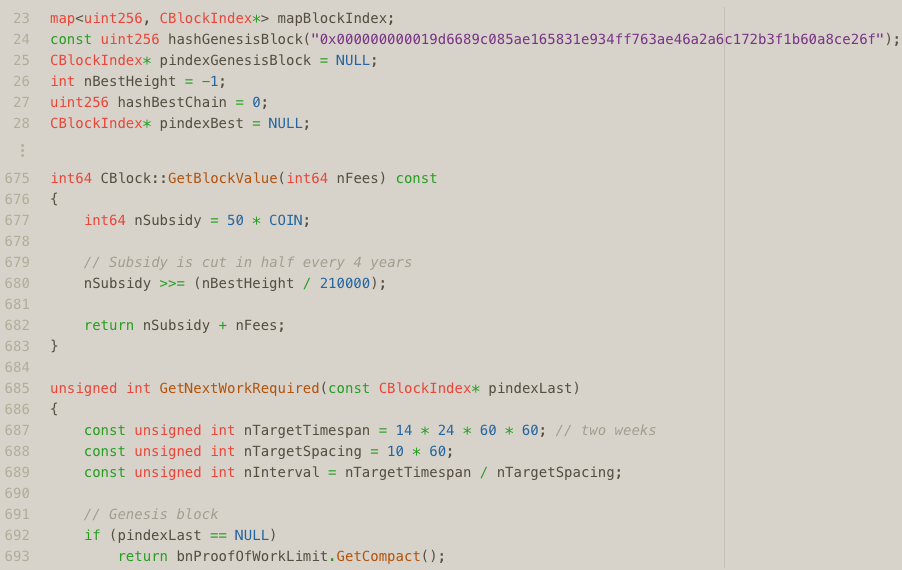 23 map<uint256, CBlockIndex*> mapBlockIndex;
24 const uint256 hashGenesisBlock("0x000000000019d6689c085ae165831e934ff763ae46a2a6c172b3f1b60a8ce26f");
25 CBlockIndex* pindexGenesisBlock = NULL;
26 int nBestHeight = -1;
27 uint256 hashBestChain = 0;
28 CBlockIndex* pindexBest = NULL;
⋮
675 int64 CBlock::GetBlockValue(int64 nFees) const
676 {
677     int64 nSubsidy = 50 * COIN;
678
679     // Subsidy is cut in half every 4 years
680     nSubsidy >>= (nBestHeight / 210000);
681
682     return nSubsidy + nFees;
683 }
684
685 unsigned int GetNextWorkRequired(const CBlockIndex* pindexLast)
686 {
687     const unsigned int nTargetTimespan = 14 * 24 * 60 * 60; // two weeks
688     const unsigned int nTargetSpacing = 10 * 60;
689     const unsigned int nInterval = nTargetTimespan / nTargetSpacing;
690
691     // Genesis block
692     if (pindexLast == NULL)
693         return bnProofOfWorkLimit.GetCompact();